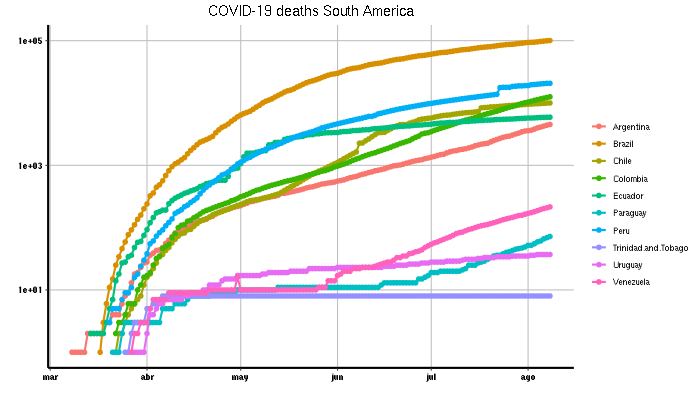 COVID-19 deaths South America
1e+05
1e+03
1e+01
mar abr may jun jul ago
Argentina
Brazil
Chile
Colombia
Ecuador
Paraguay
Peru
Trinidad.and.Tobago
Uruguay
Venezuela